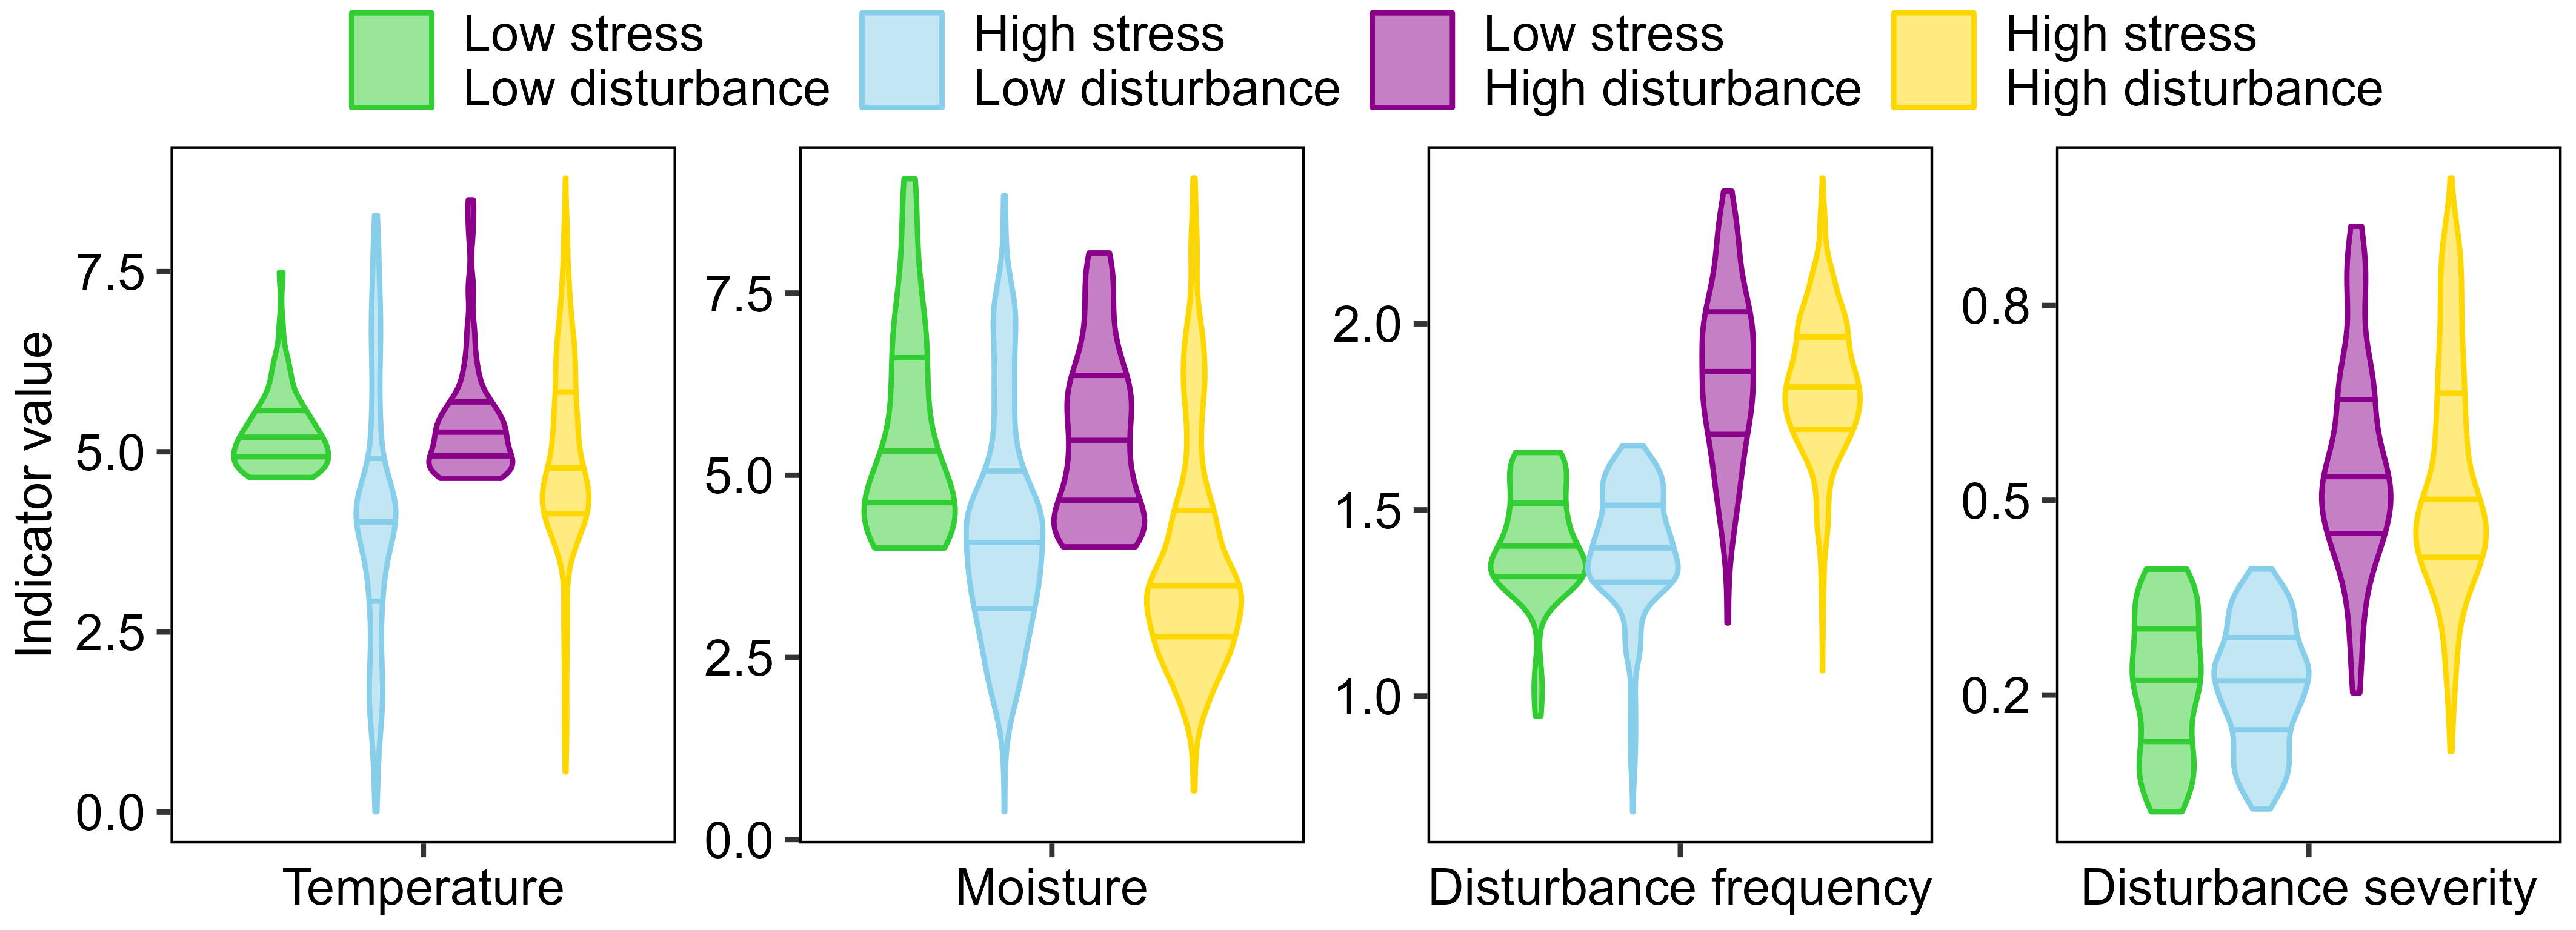 Low stress
Low disturbance
High stress
Low disturbance
Low stress
High disturbance
High stress
High disturbance
Indicator value
7.5
5.0
2.5
0.0
Temperature
7.5
5.0
2.5
0.0
Moisture
2.0
1.5
1.0
Disturbance frequency
0.8
0.5
0.2
Disturbance severity